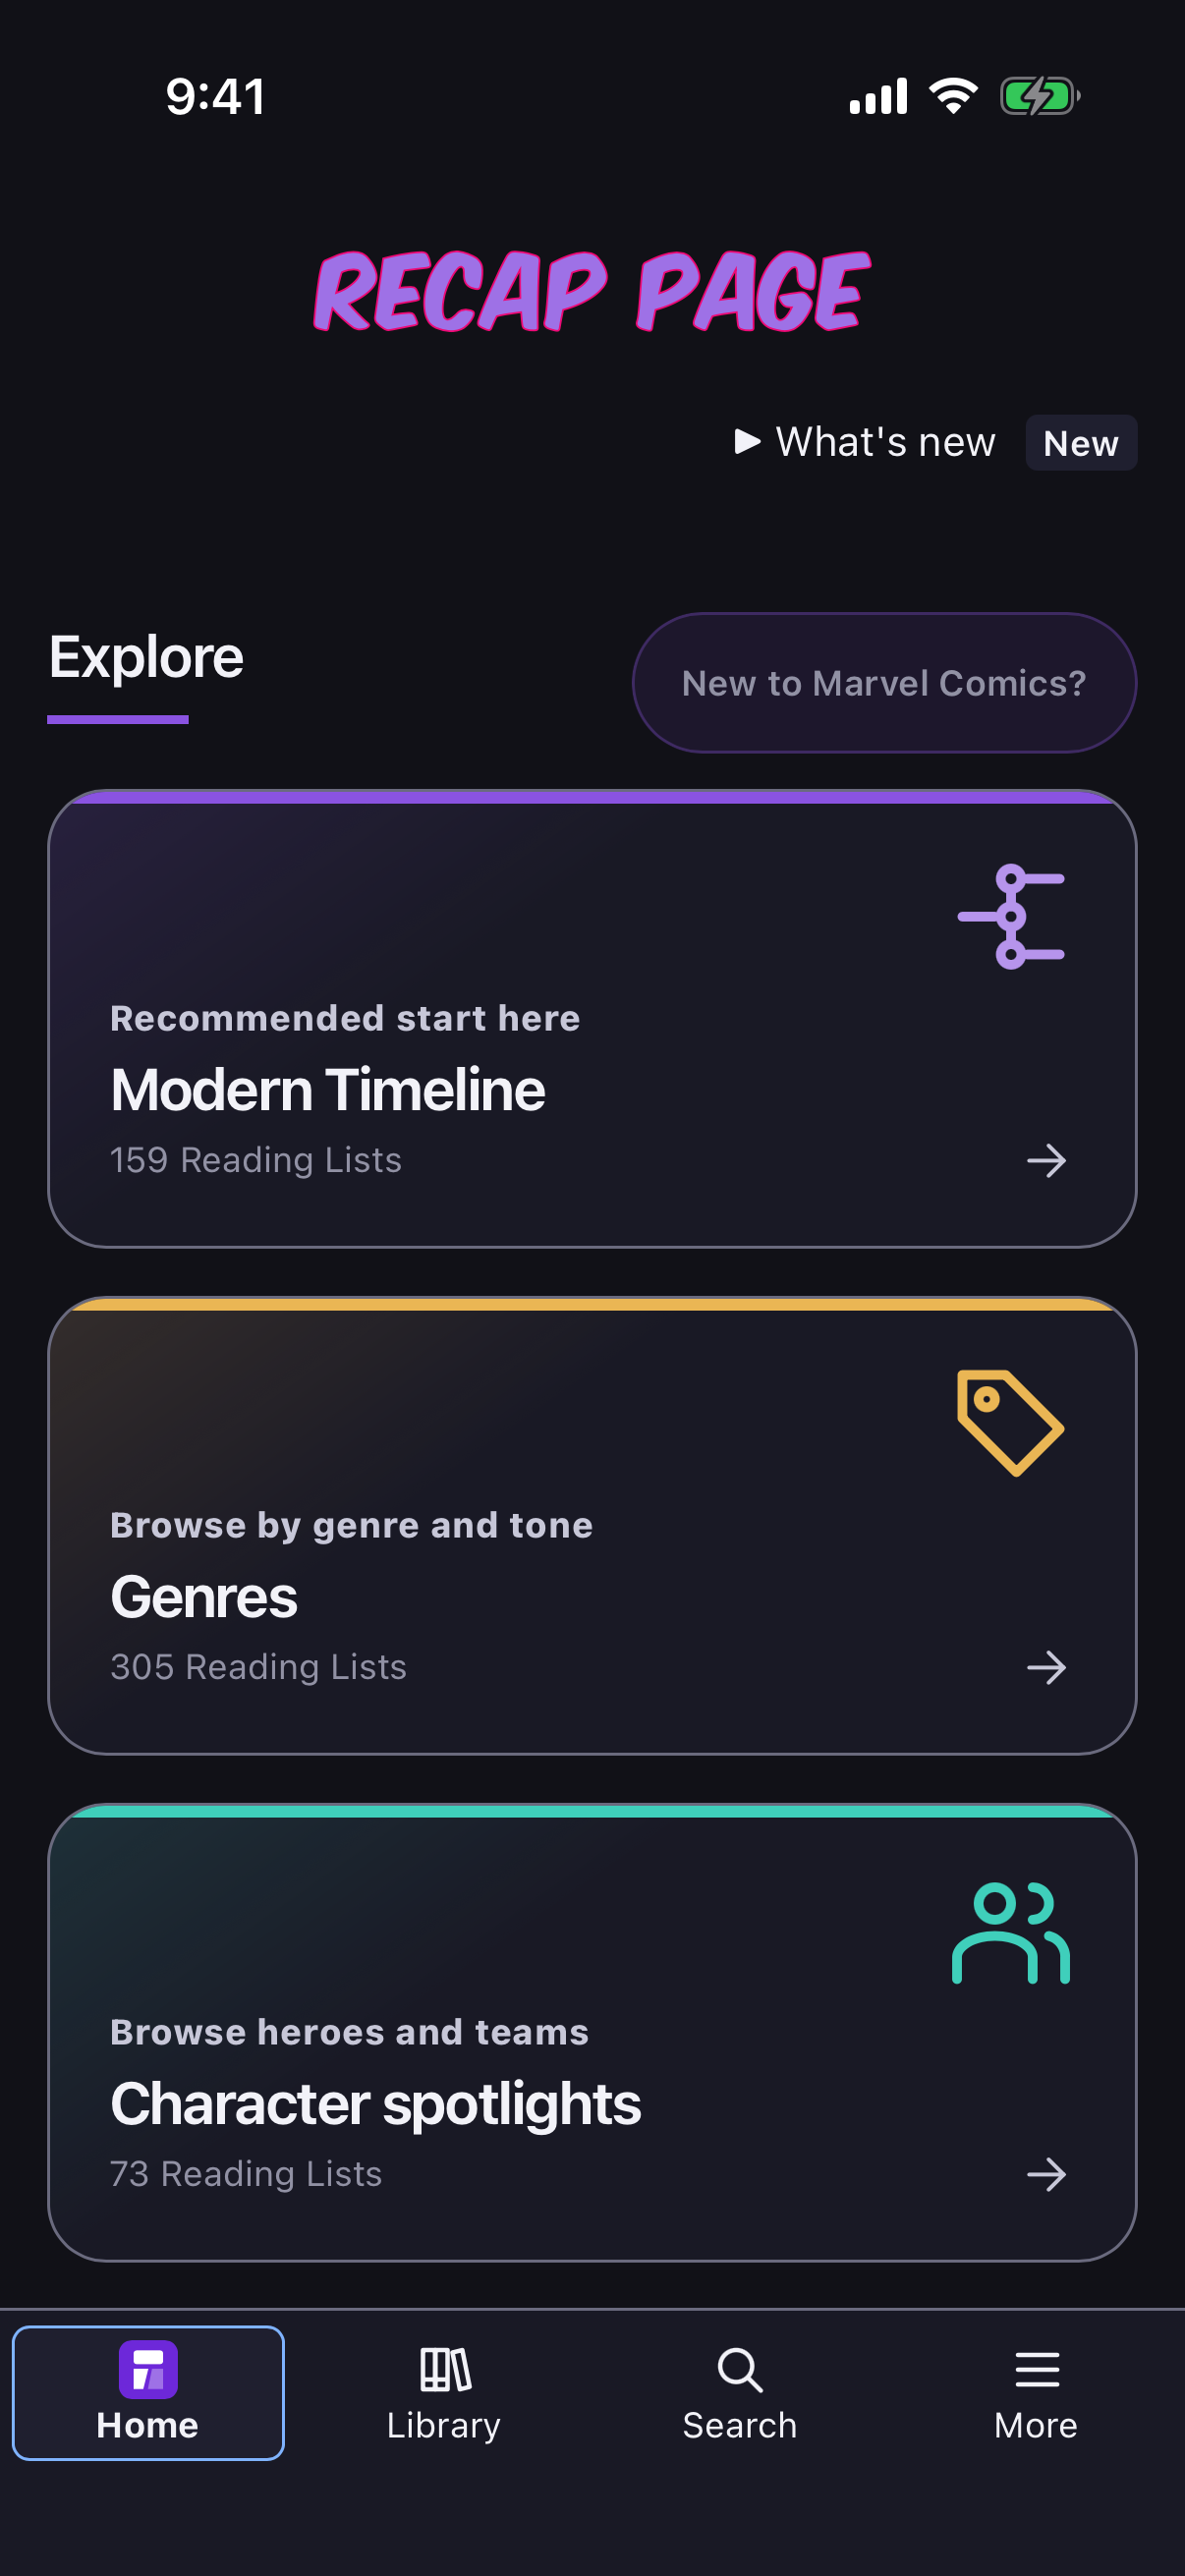 9:41
RECAP PAGE
What's new New
Explore
New to Marvel Comics?
Recommended start here
Modern Timeline
159 Reading Lists
Browse by genre and tone
Genres
305 Reading Lists
Browse heroes and teams
Character spotlights
73 Reading Lists
Home Library Search More